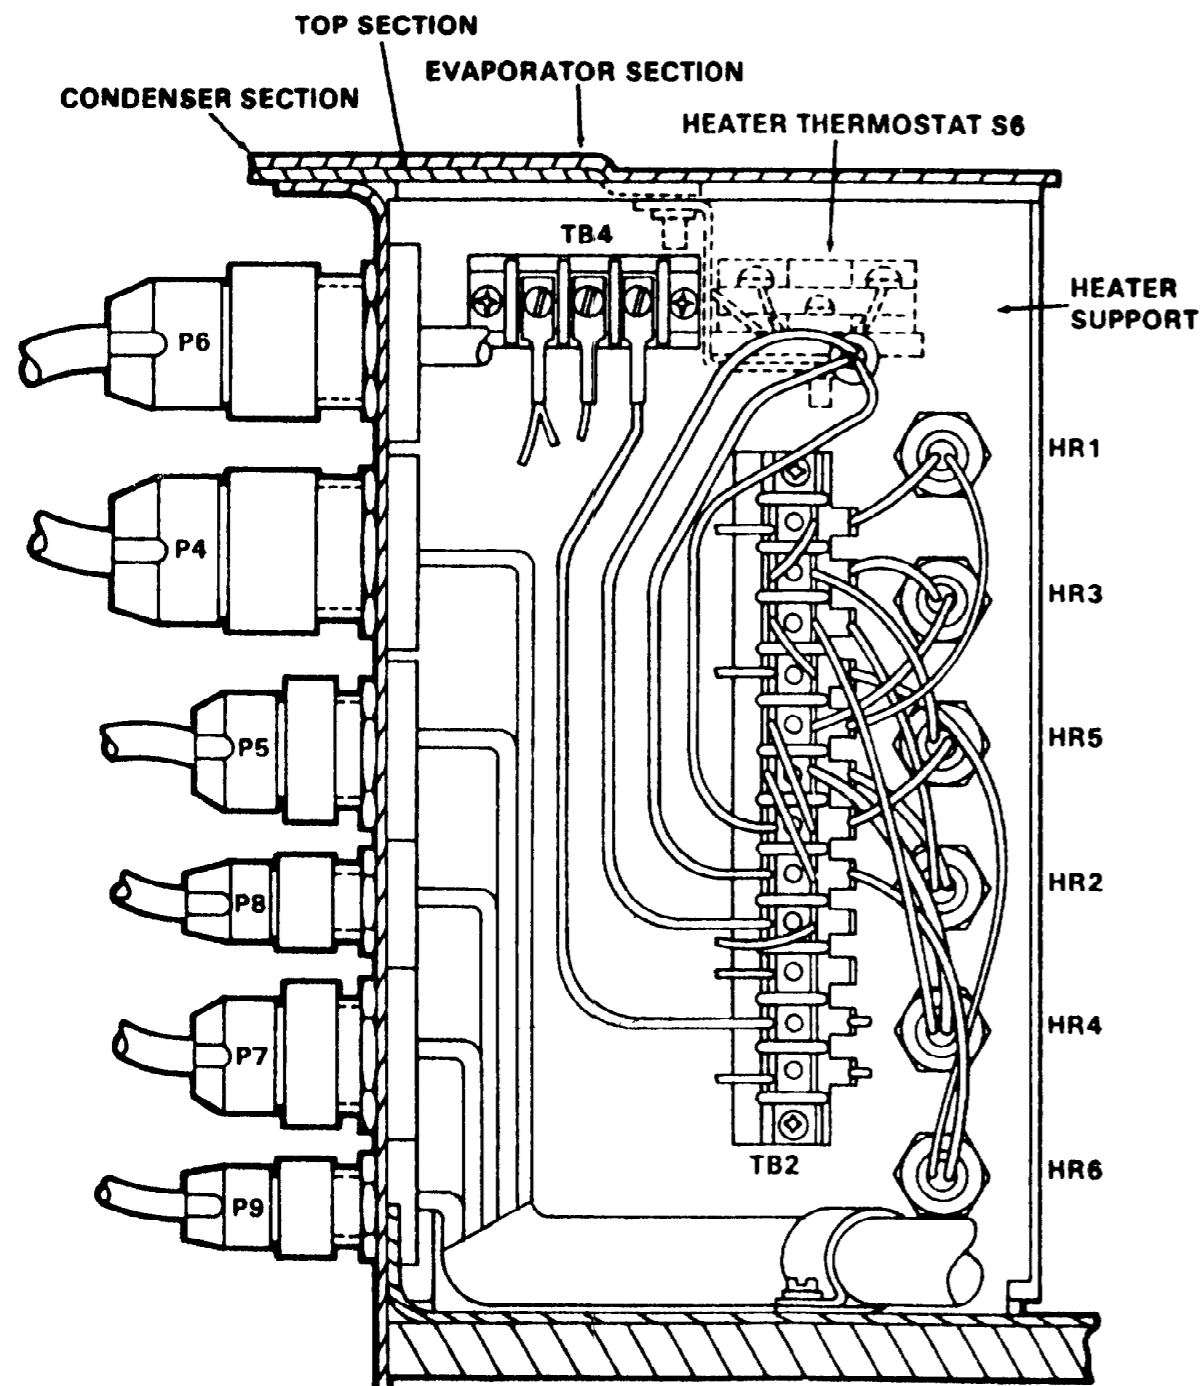 TOP SECTION
EVAPORATOR SECTION
CONDENSER SECTION
HEATER THERMOSTAT S6
TB4
HEATER
SUPPORT
P6
HR1
P4
HR3
P5
HR5
P8
HR2
P7
HR4
TB2
HR6
P9